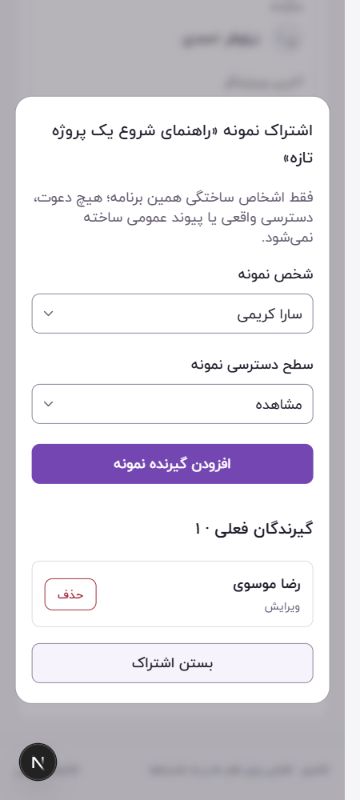 اشتراک نمونه «راهنمای شروع یک پروژه
تازه»
فقط اشخاص ساختگی همین برنامه؛ هیچ دعوت،
دسترسی واقعی یا پیوند عمومی ساخته
نمی‌شود.
شخص نمونه
سارا کریمی
سطح دسترسی نمونه
مشاهده
افزودن گیرنده نمونه
گیرندگان فعلی · ۱
رضا موسوی
ویرایش
حذف
بستن اشتراک
N